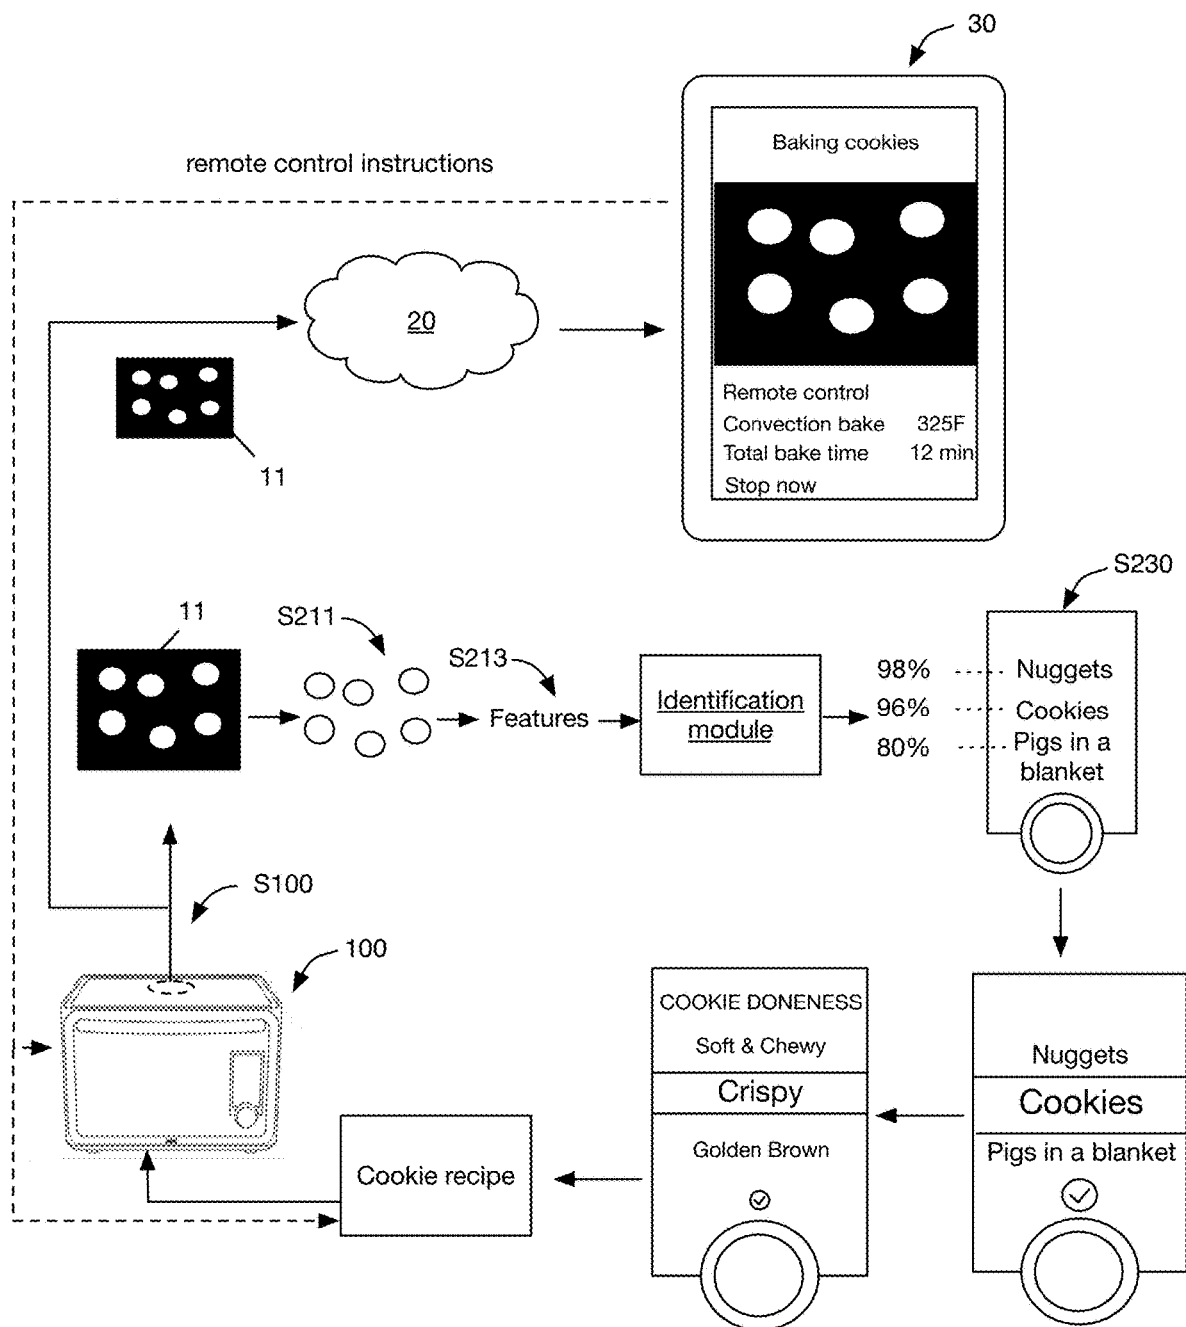 30
Baking cookies
remote control instructions
20
11
Remote control
Convection bake 325F
Total bake time 12 min
Stop now
S230
11
S211
S213
Features
Identification
module
98% Nuggets
96% Cookies
80% Pigs in a
blanket
S100
100
COOKIE DONENESS
Soft & Chewy
Crispy
Golden Brown
Nuggets
Cookies
Pigs in a blanket
Cookie recipe